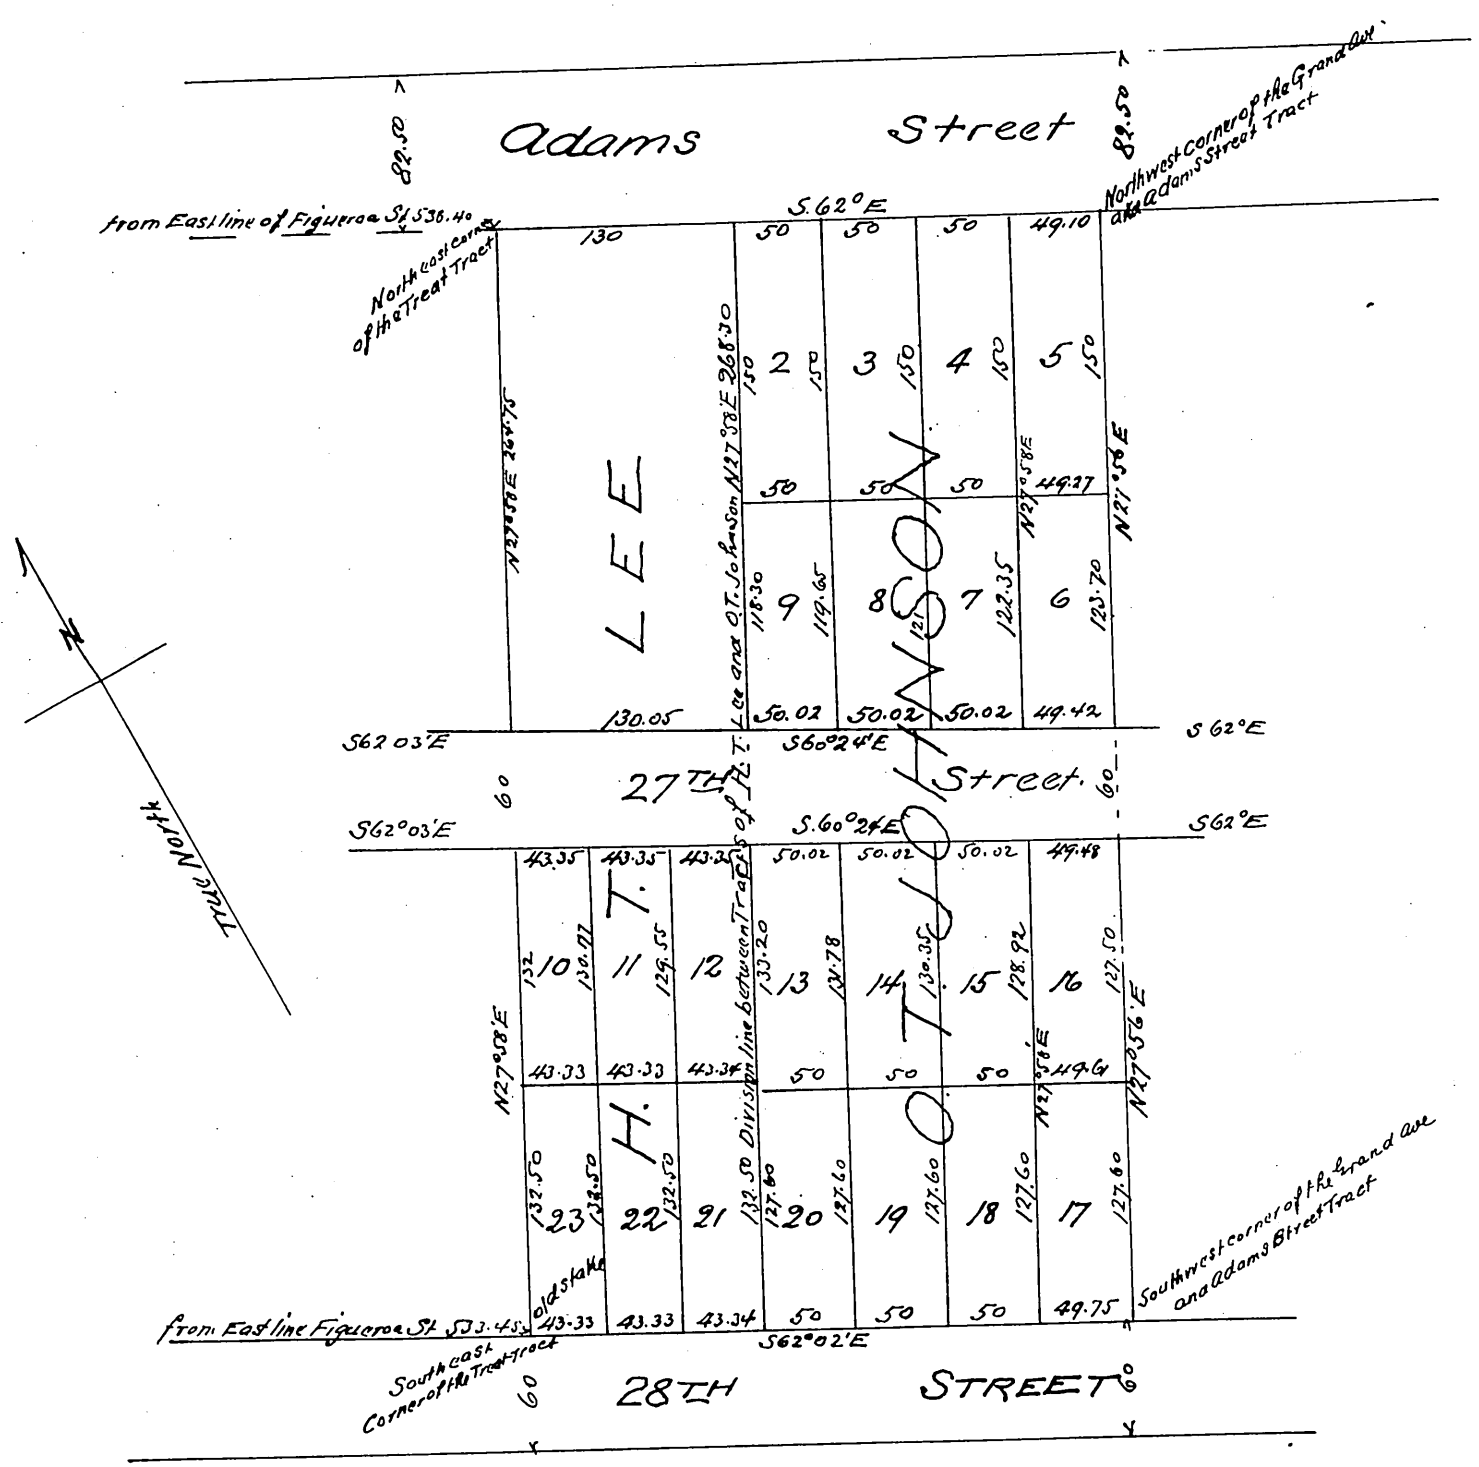 82.50
82.50
Adams Street
Northwest corner of the Grand Ave
and Adams Street Tract
from East line of Figueroa St 538.40
Northeast corner
of the Treat Tract
S. 62° E
130 50 50 50 49.10
N27°58'E 264.75
LEE
150 2 150 3 150 4 150 5 150
50 50 50 49.27
N27°58'E
N27°56'E
118.30 9 119.65 8 121 7 122.35 6 123.70
130.05 50.02 50.02 50.02 49.42
S62 03'E S60°24'E S 62° E
60 27TH Street. 60
S62°03'E S.60°24'E S62°E
43.35 43.35 43.35 50.02 50.02 50.02 49.48
132 10 130.77 11 129.55 12 133.20 13 131.78 14 130.35 15 128.92 16 127.50
43.33 43.33 43.34 50 50 50 49.61
N27°58'E
N27°58'E
N27°56'E
132.50 23 132.50 22 132.50 21 132.50 127.60 20 127.60 19 127.60 18 127.60 17 127.60
Division line between Tracts of H.T. Lee and O.T. Johnson N27°58'E 268.30
H. T.
O T JOHNSON
old stake
from East line Figueroa St 533.45
43.33 43.33 43.34 50 50 50 49.75
S62°02'E
Southeast
Corner of the Treat Tract
Southwest corner of the Grand Ave
and Adams Street Tract
60 28TH STREET 60
N
True North